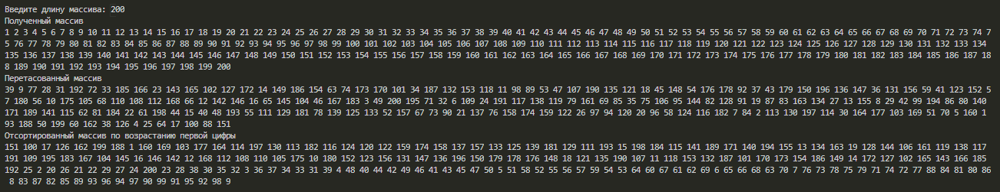 Введите длину массива: 200
Полученный массив
1 2 3 4 5 6 7 8 9 10 11 12 13 14 15 16 17 18 19 20 21 22 23 24 25 26 27 28 29 30 31 32 33 34 35 36 37 38 39 40 41 42 43 44 45 46 47 48 49 50 51 52 53 54 55 56 57 58 59 60 61 62 63 64 65 66 67 68 69 70 71 72 73 74 7
5 76 77 78 79 80 81 82 83 84 85 86 87 88 89 90 91 92 93 94 95 96 97 98 99 100 101 102 103 104 105 106 107 108 109 110 111 112 113 114 115 116 117 118 119 120 121 122 123 124 125 126 127 128 129 130 131 132 133 134
135 136 137 138 139 140 141 142 143 144 145 146 147 148 149 150 151 152 153 154 155 156 157 158 159 160 161 162 163 164 165 166 167 168 169 170 171 172 173 174 175 176 177 178 179 180 181 182 183 184 185 186 187 18
8 189 190 191 192 193 194 195 196 197 198 199 200
Перетасованный массив
39 9 77 28 31 192 72 33 185 166 23 143 165 102 127 172 14 149 186 154 63 74 173 170 101 34 187 132 153 118 11 98 89 53 47 107 190 135 121 18 45 148 54 176 178 92 37 43 179 150 196 136 147 36 131 156 59 41 123 152 5
7 180 56 10 175 105 68 110 108 112 168 66 12 142 146 16 65 145 104 46 167 183 3 49 200 195 71 32 6 109 24 191 117 138 119 79 161 69 85 35 75 106 95 144 82 128 91 19 87 83 163 134 27 13 155 8 29 42 99 194 86 80 140
171 189 141 115 62 81 184 22 61 198 44 15 40 48 193 55 111 129 181 78 139 125 133 52 157 67 73 90 21 137 76 158 174 159 122 26 97 94 120 20 96 58 124 116 182 7 84 2 113 130 197 114 30 164 177 103 169 51 70 5 160 1
93 188 50 199 60 162 38 126 4 25 64 17 100 88 151
Отсортированный массив по возрастанию первой цифры
151 100 17 126 162 199 188 1 160 169 103 177 164 114 197 130 113 182 116 124 120 122 159 174 158 137 157 133 125 139 181 129 111 193 15 198 184 115 141 189 171 140 194 155 13 134 163 19 128 144 106 161 119 138 117
191 109 195 183 167 104 145 16 146 142 12 168 112 108 110 105 175 10 180 152 123 156 131 147 136 196 150 179 178 176 148 18 121 135 190 107 11 118 153 132 187 101 170 173 154 186 149 14 172 127 102 165 143 166 185
192 25 2 20 26 21 22 29 27 24 200 23 28 38 30 35 32 3 36 37 34 33 31 39 4 48 40 44 42 49 46 41 43 45 47 50 5 51 58 52 55 56 57 59 54 53 64 60 67 61 62 69 6 65 66 68 63 70 7 76 73 78 75 79 71 74 72 77 88 84 81 80 86
8 83 87 82 85 89 93 96 94 97 90 99 91 95 92 98 9